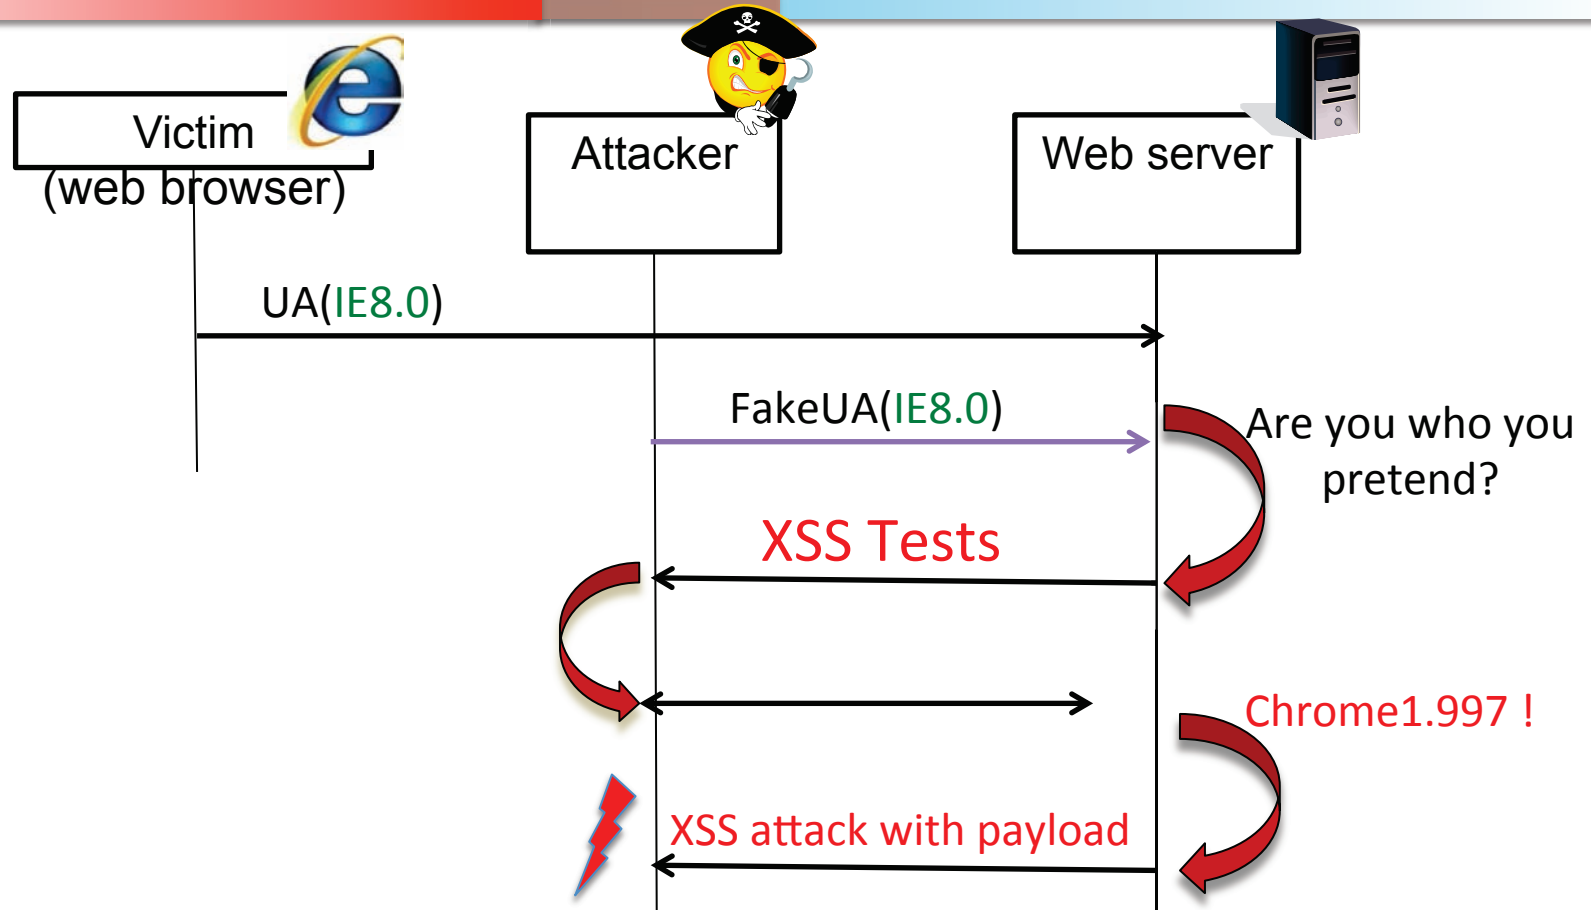 Victim
(web browser)
Attacker
Web server
UA(IE8.0)
FakeUA(IE8.0)
Are you who you
pretend?
XSS Tests
Chrome1.997 !
XSS attack with payload